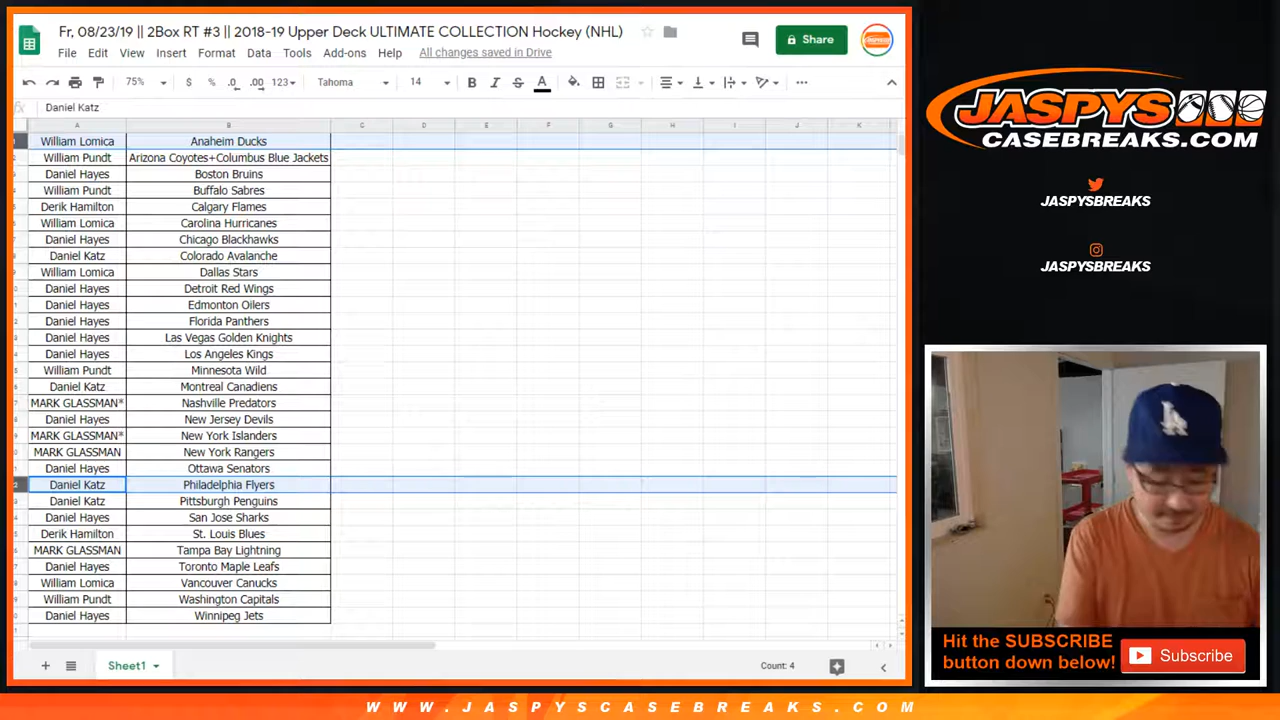 Fr, 08/23/19 || 2Box RT #3 || 2018-19 Upper Deck ULTIMATE COLLECTION Hockey (NHL)
File Edit View Insert Format Data Tools Add-ons Help All changes saved in Drive
Share
75% $ % .0 .00 123 Tahoma 14 B I S A
fx Daniel Katz
A B C D E F G H I J K
William Lomica Anaheim Ducks
William Pundt Arizona Coyotes+Columbus Blue Jackets
Daniel Hayes Boston Bruins
William Pundt Buffalo Sabres
Derik Hamilton Calgary Flames
William Lomica Carolina Hurricanes
Daniel Hayes Chicago Blackhawks
Daniel Katz Colorado Avalanche
William Lomica Dallas Stars
Daniel Hayes Detroit Red Wings
Daniel Hayes Edmonton Oilers
Daniel Hayes Florida Panthers
Daniel Hayes Las Vegas Golden Knights
Daniel Hayes Los Angeles Kings
William Pundt Minnesota Wild
Daniel Katz Montreal Canadiens
MARK GLASSMAN* Nashville Predators
Daniel Hayes New Jersey Devils
MARK GLASSMAN* New York Islanders
MARK GLASSMAN New York Rangers
Daniel Hayes Ottawa Senators
Daniel Katz Philadelphia Flyers
Daniel Katz Pittsburgh Penguins
Daniel Hayes San Jose Sharks
Derik Hamilton St. Louis Blues
MARK GLASSMAN Tampa Bay Lightning
Daniel Hayes Toronto Maple Leafs
William Lomica Vancouver Canucks
William Pundt Washington Capitals
Daniel Hayes Winnipeg Jets
Sheet1
Count: 4
JASPYS
CASEBREAKS.COM
JASPYSBREAKS
JASPYSBREAKS
LA
Hit the SUBSCRIBE
button down below!
Subscribe
WWW.JASPYSCASEBREAKS.COM